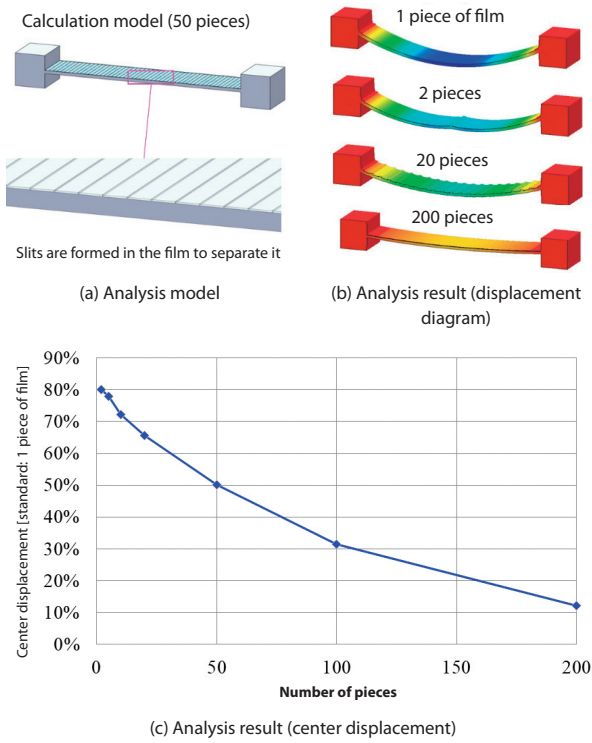 Calculation model (50 pieces)
Slits are formed in the film to separate it
(a) Analysis model
1 piece of film
2 pieces
20 pieces
200 pieces
(b) Analysis result (displacement
diagram)
90%
80%
70%
60%
50%
40%
30%
20%
10%
0%
Center displacement [standard: 1 piece of film]
0 50 100 150 200
Number of pieces
(c) Analysis result (center displacement)